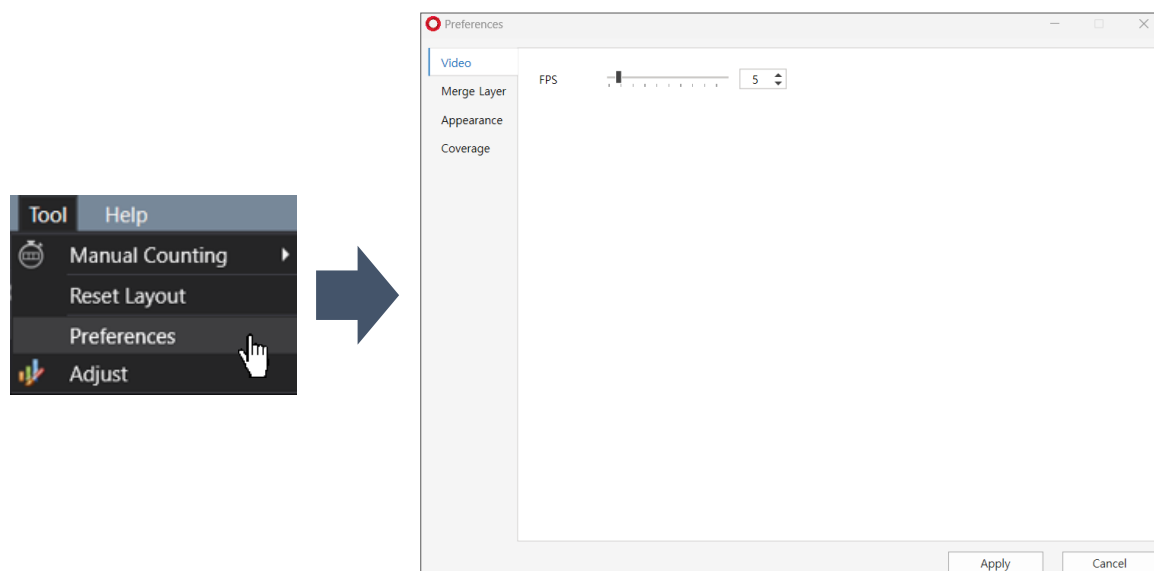 Tool Help
Manual Counting
Reset Layout
Preferences
Adjust
Preferences
Video
Merge Layer
Appearance
Coverage
FPS 5
Apply Cancel